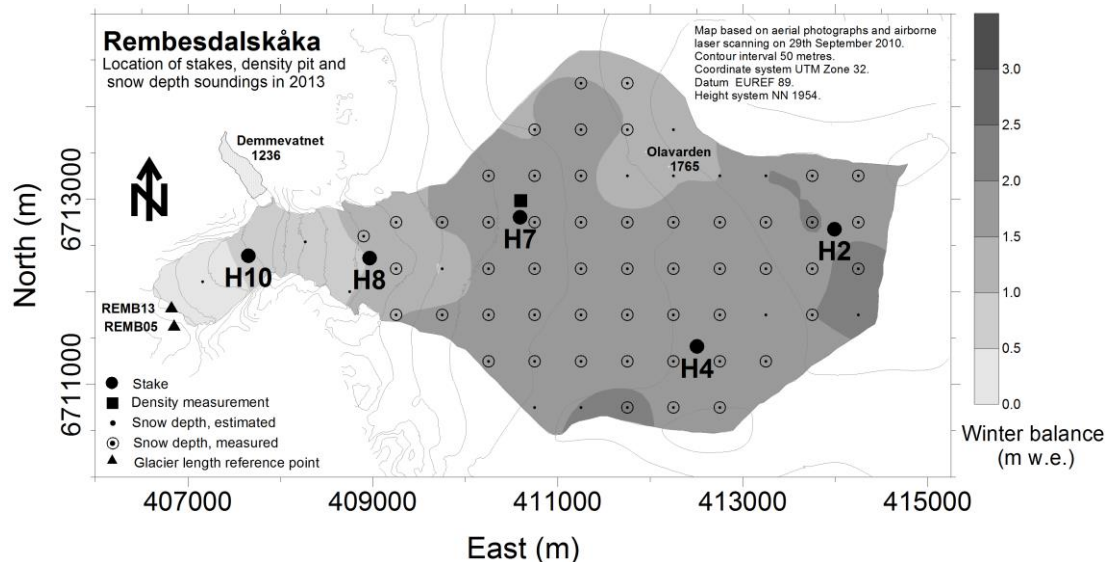 Rembesdalskåka
Location of stakes, density pit and
snow depth soundings in 2013
Map based on aerial photographs and airborne
laser scanning on 29th September 2010.
Contour interval 50 metres.
Coordinate system UTM Zone 32.
Datum EUREF 89.
Height system NN 1954.
Demmevatnet
1236
Olavarden
1765
N
H7
H2
H10
H8
H4
REMB13
REMB05
Stake
Density measurement
Snow depth, estimated
Snow depth, measured
Glacier length reference point
6713000
6711000
North (m)
407000
409000
411000
413000
415000
East (m)
3.0
2.5
2.0
1.5
1.0
0.5
0.0
Winter balance
(m w.e.)